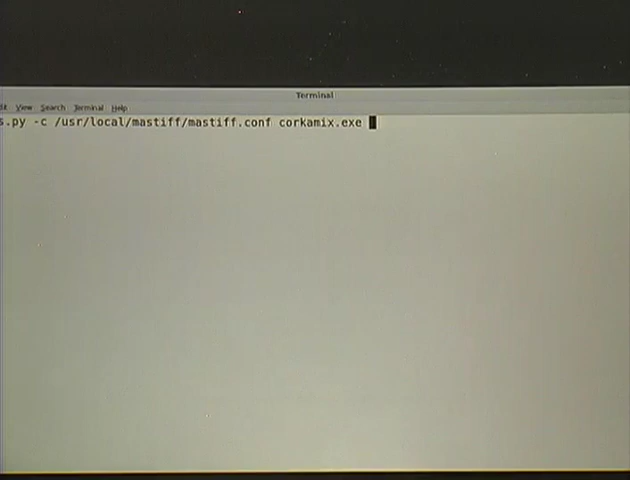 Terminal
View Search Terminal Help
s.py -c /usr/local/mastiff/mastiff.conf corkamix.exe